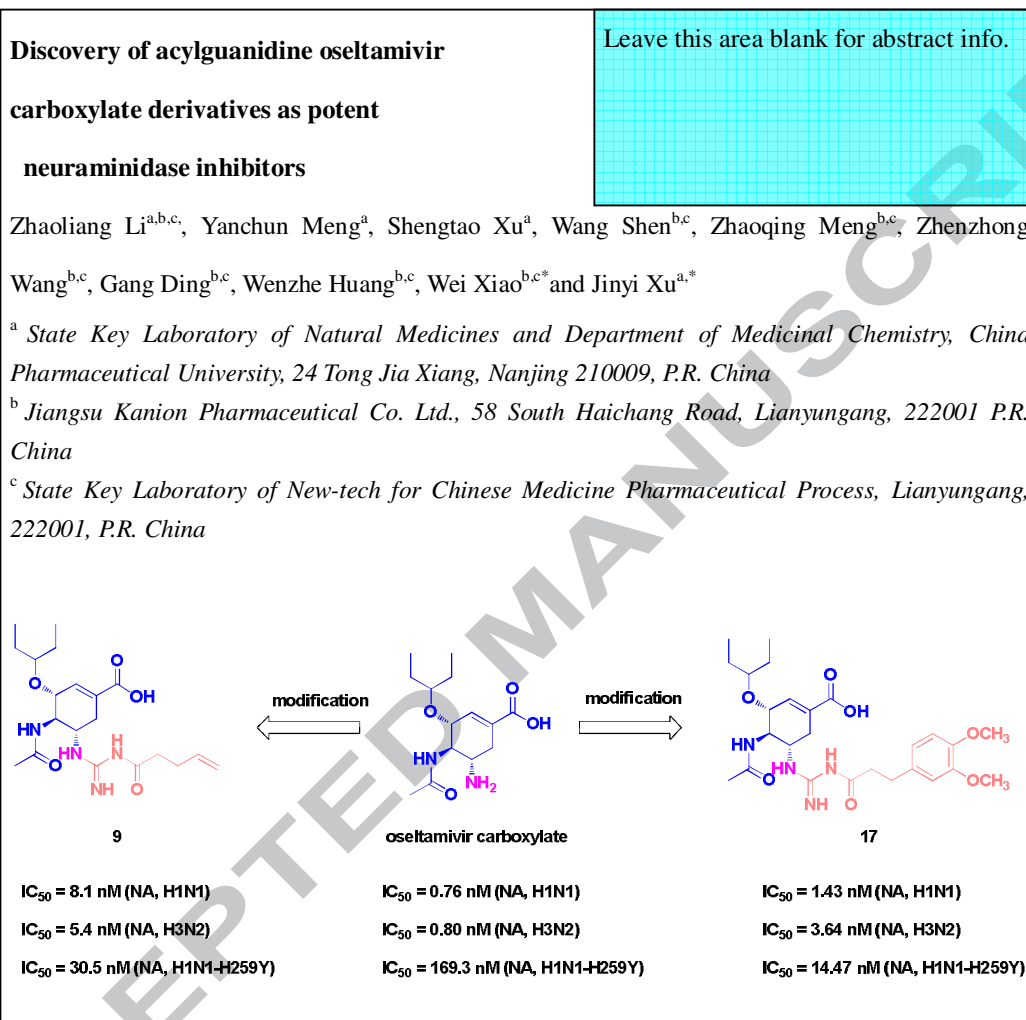 Discovery of acylguanidine oseltamivir
carboxylate derivatives as potent
neuraminidase inhibitors
Leave this area blank for abstract info.
Zhaoliang Li a,b,c,, Yanchun Meng a, Shengtao Xu a, Wang Shen b,c, Zhaoqing Meng b,c, Zhenzhong
Wang b,c, Gang Ding b,c, Wenzhe Huang b,c, Wei Xiao b,c* and Jinyi Xu a,*
a State Key Laboratory of Natural Medicines and Department of Medicinal Chemistry, China
Pharmaceutical University, 24 Tong Jia Xiang, Nanjing 210009, P.R. China
b Jiangsu Kanion Pharmaceutical Co. Ltd., 58 South Haichang Road, Lianyungang, 222001 P.R.
China
c State Key Laboratory of New-tech for Chinese Medicine Pharmaceutical Process, Lianyungang,
222001, P.R. China
EPTED MANUSCRI
O
O
OH
HN
O
HN
H
N
NH
O
modification
O
O
OH
HN
O
NH2
modification
O
O
OH
HN
O
HN
H
N
NH
O
OCH3
OCH3
9
oseltamivir carboxylate
17
IC50 = 8.1 nM (NA, H1N1)
IC50 = 0.76 nM (NA, H1N1)
IC50 = 1.43 nM (NA, H1N1)
IC50 = 5.4 nM (NA, H3N2)
IC50 = 0.80 nM (NA, H3N2)
IC50 = 3.64 nM (NA, H3N2)
IC50 = 30.5 nM (NA, H1N1-H259Y)
IC50 = 169.3 nM (NA, H1N1-H259Y)
IC50 = 14.47 nM (NA, H1N1-H259Y)